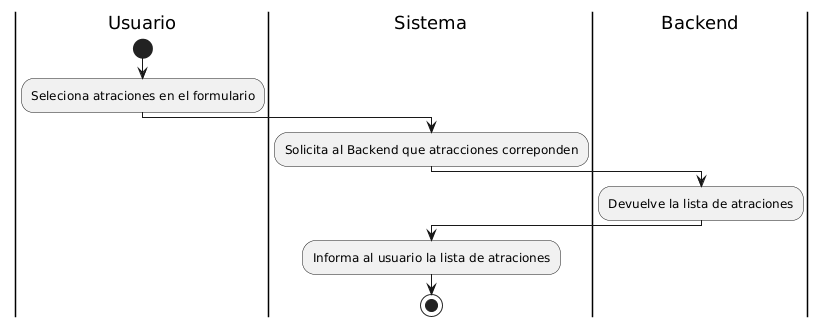 Usuario
Sistema
Backend
Seleciona atraciones en el formulario
Solicita al Backend que atracciones correponden
Devuelve la lista de atraciones
Informa al usuario la lista de atraciones